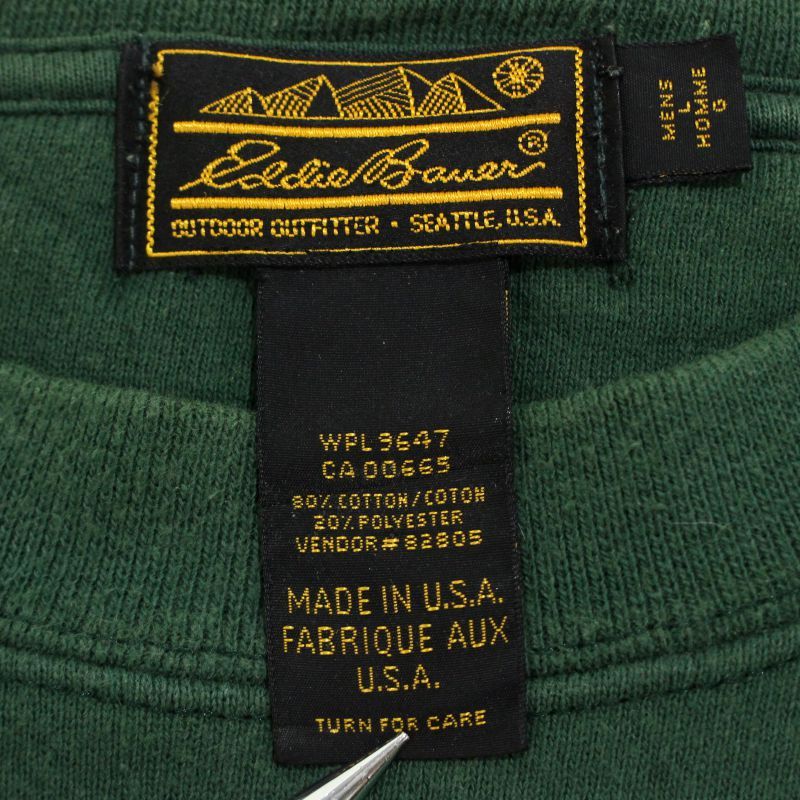 Eddie Bauer®
OUTDOOR OUTFITTER · SEATTLE, U.S.A.
MENS
L
HOMME
G
WPL 9647
CA 00665
80% COTTON/COTON
20% POLYESTER
VENDOR# 82805
MADE IN U.S.A.
FABRIQUE AUX
U.S.A.
TURN FOR CARE